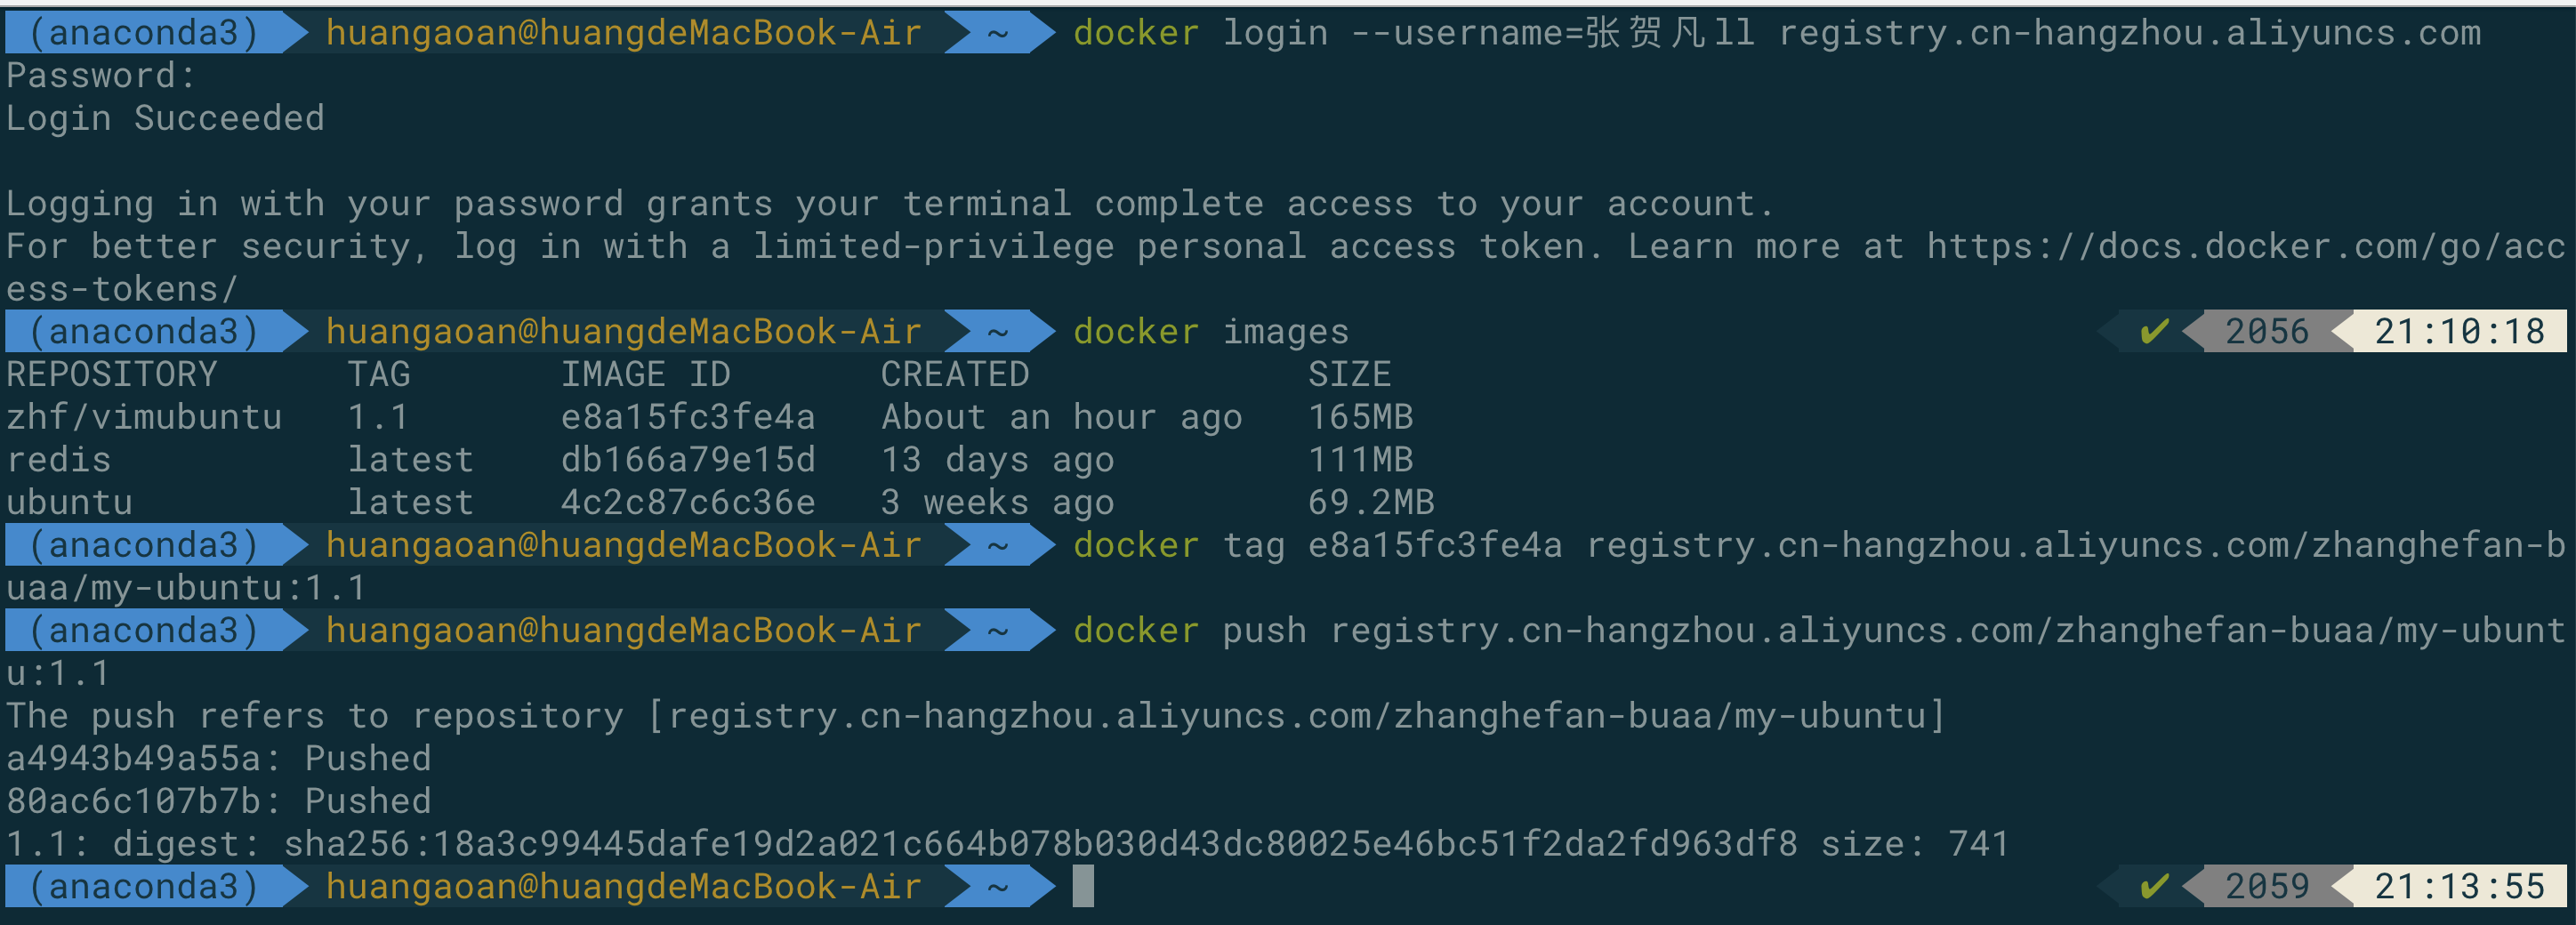 (anaconda3) huangaoan@huangdeMacBook-Air ~ docker login --username=张贺凡ll registry.cn-hangzhou.aliyuncs.com
Password:
Login Succeeded
Logging in with your password grants your terminal complete access to your account.
For better security, log in with a limited-privilege personal access token. Learn more at https://docs.docker.com/go/acc
ess-tokens/
(anaconda3) huangaoan@huangdeMacBook-Air ~ docker images ✔ 2056 21:10:18
REPOSITORY TAG IMAGE ID CREATED SIZE
zhf/vimubuntu 1.1 e8a15fc3fe4a About an hour ago 165MB
redis latest db166a79e15d 13 days ago 111MB
ubuntu latest 4c2c87c6c36e 3 weeks ago 69.2MB
(anaconda3) huangaoan@huangdeMacBook-Air ~ docker tag e8a15fc3fe4a registry.cn-hangzhou.aliyuncs.com/zhanghefan-b
uaa/my-ubuntu:1.1
(anaconda3) huangaoan@huangdeMacBook-Air ~ docker push registry.cn-hangzhou.aliyuncs.com/zhanghefan-buaa/my-ubunt
u:1.1
The push refers to repository [registry.cn-hangzhou.aliyuncs.com/zhanghefan-buaa/my-ubuntu]
a4943b49a55a: Pushed
80ac6c107b7b: Pushed
1.1: digest: sha256:18a3c99445dafe19d2a021c664b078b030d43dc80025e46bc51f2da2fd963df8 size: 741
(anaconda3) huangaoan@huangdeMacBook-Air ~ ✔ 2059 21:13:55